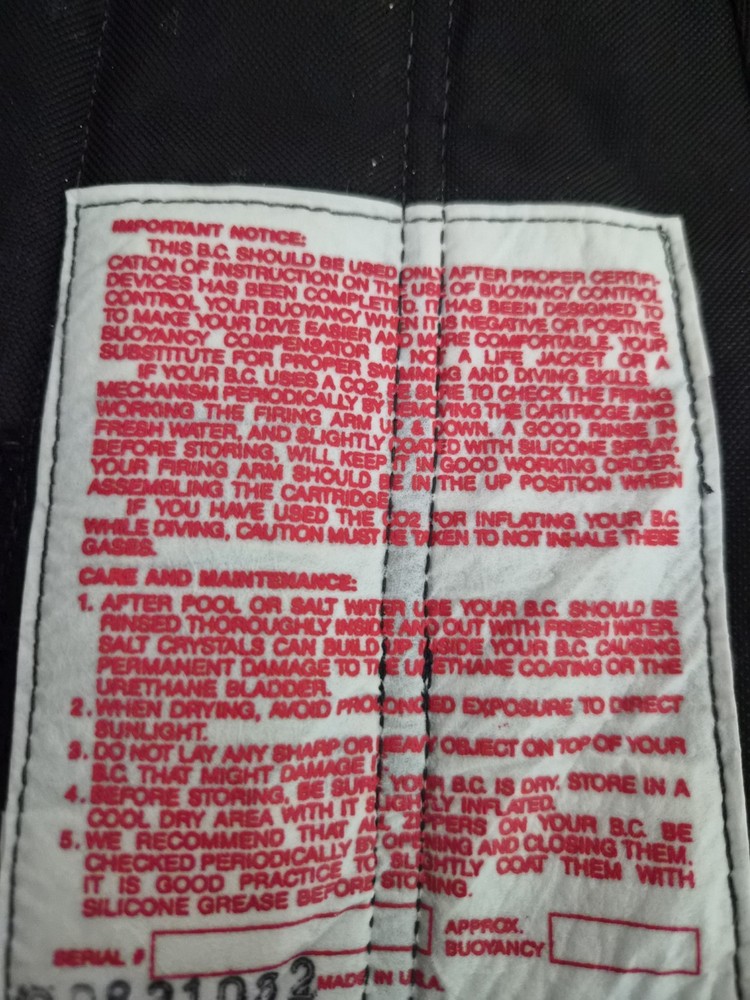 IMPORTANT NOTICE:
THIS B.C. SHOULD BE USED ONLY AFTER PROPER CERTIFI-
CATION OF INSTRUCTION ON THE USE OF BUOYANCY CONTROL
DEVICES HAS BEEN COMPLETED. IT HAS BEEN DESIGNED TO
CONTROL YOUR BUOYANCY WHEN IT IS NEGATIVE OR POSITIVE,
TO MAKE YOUR DIVE EASIER AND MORE COMFORTABLE. YOUR
BUOYANCY COMPENSATOR IS NOT A LIFE JACKET OR A
SUBSTITUTE FOR PROPER SWIMMING AND DIVING SKILLS.
IF YOUR B.C. USES A CO2, BE SURE TO CHECK THE FIRING
MECHANISM PERIODICALLY BY REMOVING THE CARTRIDGE AND
WORKING THE FIRING ARM UP & DOWN. A GOOD RINSE IN
FRESH WATER, AND SLIGHTLY COATED WITH SILICONE SPRAY,
BEFORE STORING, WILL KEEP IT IN GOOD WORKING ORDER.
YOUR FIRING ARM SHOULD BE IN THE UP POSITION WHEN
ASSEMBLING THE CARTRIDGE
IF YOU HAVE USED THE CO2 FOR INFLATING YOUR B.C.
WHILE DIVING, CAUTION MUST BE TAKEN TO NOT INHALE THESE
GASES.
CARE AND MAINTENANCE:
1. AFTER POOL OR SALT WATER USE YOUR B.C. SHOULD BE
RINSED THOROUGHLY INSIDE AND OUT WITH FRESH WATER.
SALT CRYSTALS CAN BUILD UP INSIDE YOUR B.C. CAUSING
PERMANENT DAMAGE TO THE URETHANE COATING OR THE
URETHANE BLADDER.
2. WHEN DRYING, AVOID PROLONGED EXPOSURE TO DIRECT
SUNLIGHT.
3. DO NOT LAY ANY SHARP OR HEAVY OBJECT ON TOP OF YOUR
B.C. THAT MIGHT DAMAGE
4. BEFORE STORING, BE SURE YOUR B.C. IS DRY. STORE IN A
COOL DRY AREA WITH IT SLIGHTLY INFLATED.
5. WE RECOMMEND THAT ALL ZIPPERS ON YOUR B.C. BE
CHECKED PERIODICALLY BY OPENING AND CLOSING THEM.
IT IS GOOD PRACTICE TO SLIGHTLY COAT THEM WITH
SILICONE GREASE BEFORE STORING.
SERIAL #
APPROX.
BUOYANCY
MADE IN U.S.A.